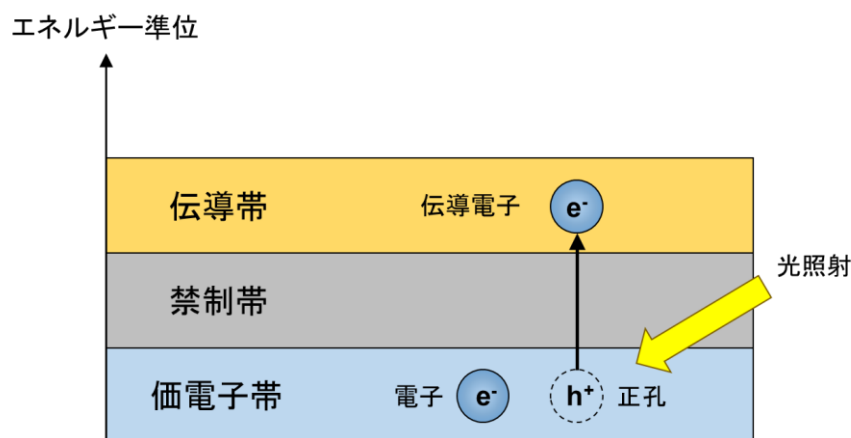 エネルギー準位
伝導帯
伝導電子
e-
光照射
禁制帯
価電子帯
電子
e-
h+
正孔